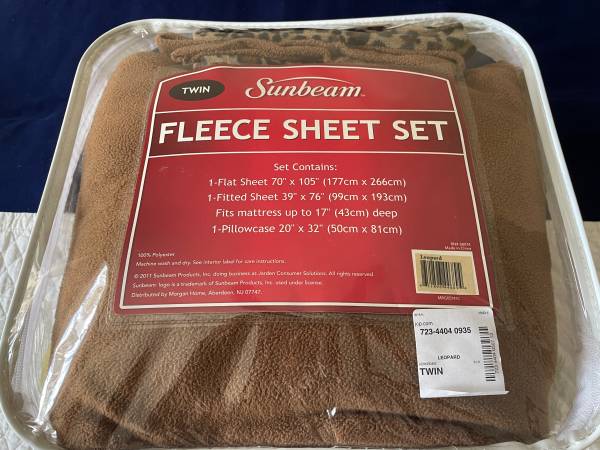 TWIN
Sunbeam™
FLEECE SHEET SET
Set Contains:
1-Flat Sheet 70" x 105" (177cm x 266cm)
1-Fitted Sheet 39" x 76" (99cm x 193cm)
Fits mattress up to 17" (43cm) deep
1-Pillowcase 20" x 32" (50cm x 81cm)
100% Polyester
Machine wash and dry. See interior label for care instructions.
© 2011 Sunbeam Products, Inc. doing business as Jarden Consumer Solutions. All rights reserved.
Sunbeam logo is a trademark of Sunbeam Products, Inc. used under license.
Distributed by Morgan Home, Aberdeen, NJ 07747.
Made in China
Leopard
jcp.com
723-4404 0935
LEOPARD
TWIN